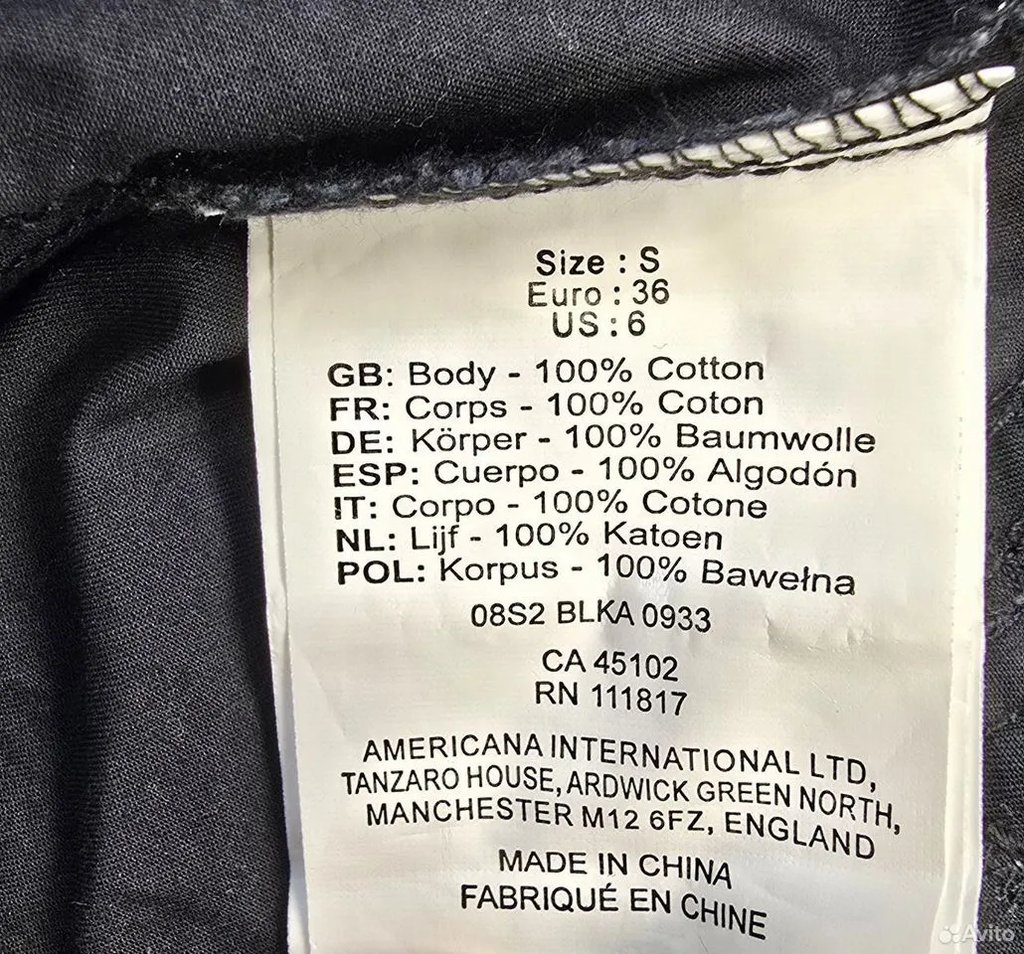 Size : S
Euro : 36
US : 6
GB: Body - 100% Cotton
FR: Corps - 100% Coton
DE: Körper - 100% Baumwolle
ESP: Cuerpo - 100% Algodón
IT: Corpo - 100% Cotone
NL: Lijf - 100% Katoen
POL: Korpus - 100% Bawełna
08S2 BLKA 0933
CA 45102
RN 111817
AMERICANA INTERNATIONAL LTD,
TANZARO HOUSE, ARDWICK GREEN NORTH,
MANCHESTER M12 6FZ, ENGLAND
MADE IN CHINA
FABRIQUÉ EN CHINE
Avito